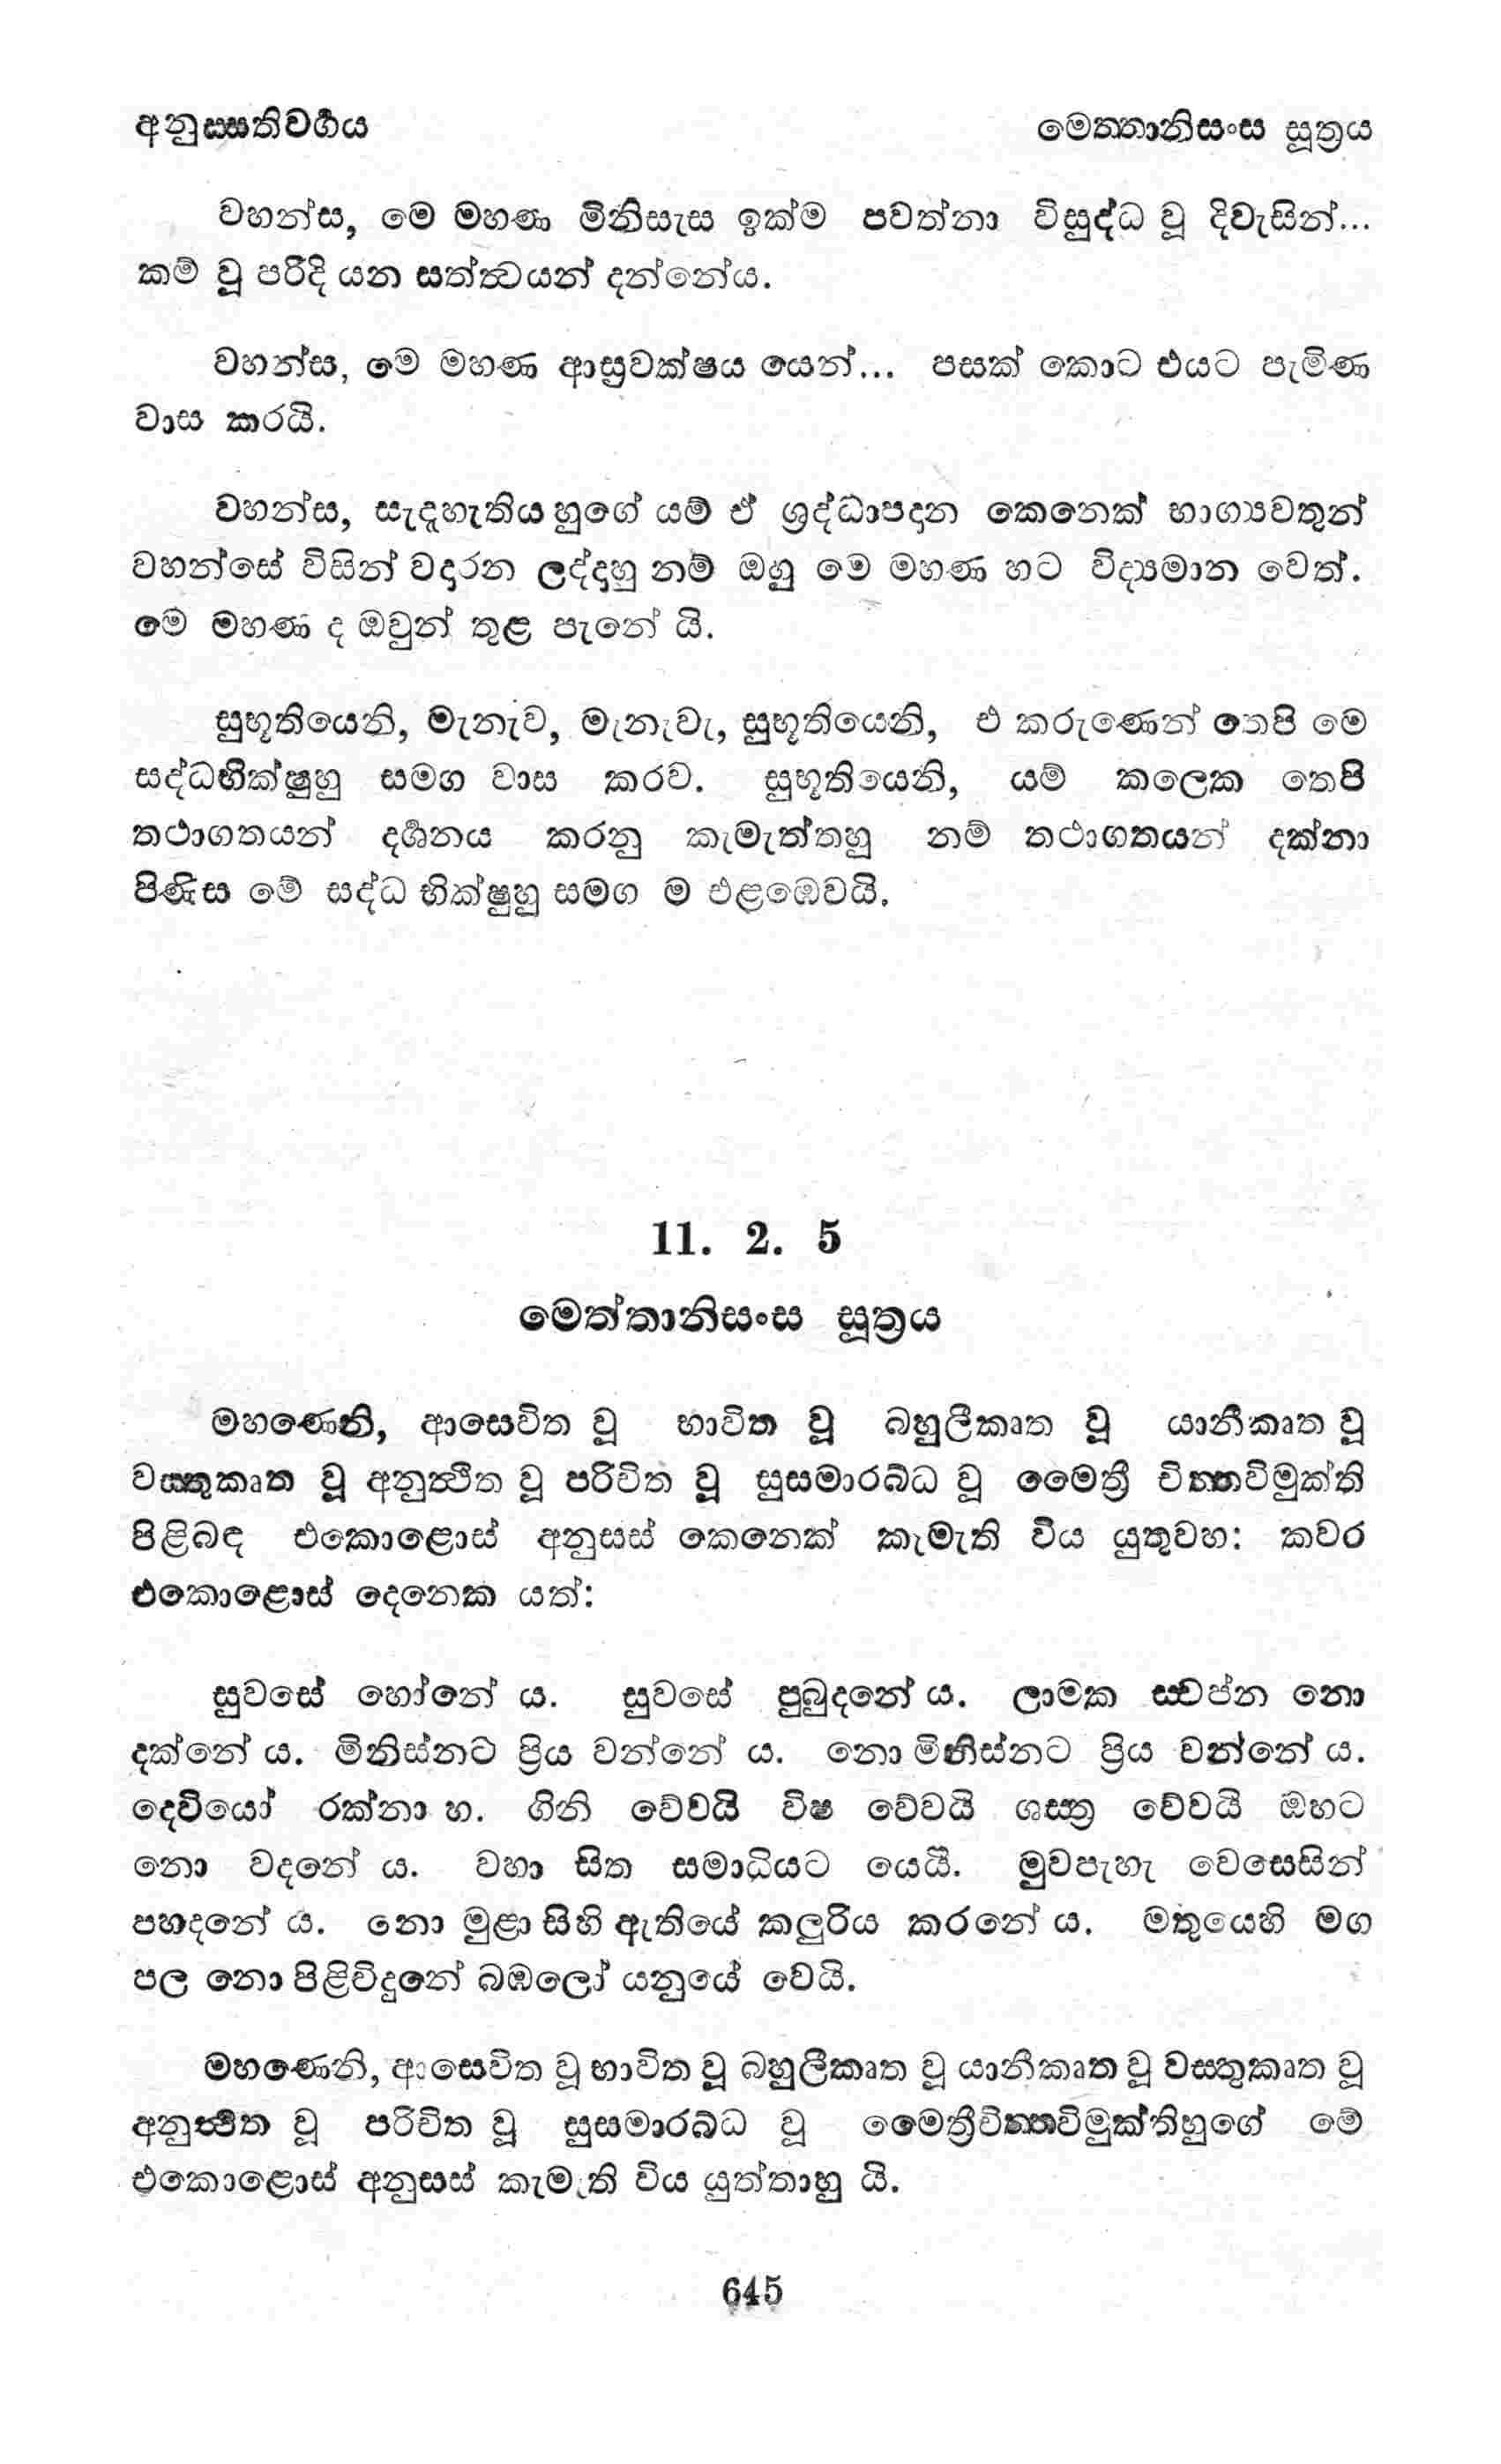 අනුස්සතිවර්‍ගය
මෙත්තානිසංස සූත්‍රය
වහන්ස, මෙ මහණ මිනිසැස ඉක්ම පවත්නා විසුද්ධ වූ දිවැසින්...
කම් වූ පරිදි යන සත්ත්‍වයන් දන්නේය.
වහන්ස, මෙ මහණ ආස්‍රවක්ෂය යෙන්... පසක් කොට එයට පැමිණ
වාස කරයි.
වහන්ස, සැදැහැතිය හුගේ යම් ඒ ශ්‍රද්ධාපදාන කෙනෙක් භාග්‍යවතුන්
වහන්සේ විසින් වදාරන ලද්දාහු නම් ඔහු මෙ මහණ හට විද්‍යමාන වෙත්.
මෙ මහණ ද ඔවුන් තුළ පැනේ යි.
සුභූතියෙනි, මැනැව, මැනැවැ, සුභූතියෙනි, එ කරුණෙන් තෙපි මෙ
සද්ධභික්ෂුහු සමග වාස කරව. සුභූතියෙනි, යම් කලෙක තෙපි
තථාගතයන් දර්‍ශනය කරනු කැමැත්තහු නම් තථාගතයන් දක්නා
පිණිස මේ සද්ධ භික්ෂුහු සමග ම එළඹෙවයි.
11. 2. 5
මෙත්තානිසංස සූත්‍රය
මහණෙනි, ආසෙවිත වූ භාවිත වූ බහුලීකෘත වූ යානීකෘත වූ
වස්තුකෘත වූ අනුත්‍ථිත වූ පරිචිත වූ සුසමාරබ්ධ වූ මෛත්‍රී චිත්තවිමුක්ති
පිළිබඳ එකොළොස් අනුසස් කෙනෙක් කැමැති විය යුතුවහ: කවර
එකොළොස් දෙනෙක යත්:
සුවසේ හෝනේ ය. සුවසේ පුබුදනේ ය. ලාමක ස්වප්න නො
දක්නේ ය. මිනිස්නට ප්‍රිය වන්නේ ය. නො මිනිස්නට ප්‍රිය වන්නේ ය.
දෙවියෝ රක්නා හ. ගිනි වේවයි විෂ වේවයි ශස්ත්‍ර වේවයි ඔහට
නො වදනේ ය. වහා සිත සමාධියට යෙයි. මුවපැහැ වෙසෙසින්
පහදනේ ය. නො මුළා සිහි ඇතියේ කලුරිය කරනේ ය. මතුයෙහි මග
පල නො පිළිවිදුනේ බඹලෝ යනුයේ වෙයි.
මහණෙනි, ආසෙවිත වූ භාවිත වූ බහුලීකෘත වූ යානීකෘත වූ වස්තුකෘත වූ
අනුත්‍ථිත වූ පරිචිත වූ සුසමාරබ්ධ වූ මෛත්‍රීචිත්තවිමුක්තිහුගේ මේ
එකොළොස් අනුසස් කැමැති විය යුත්තාහු යි.
645